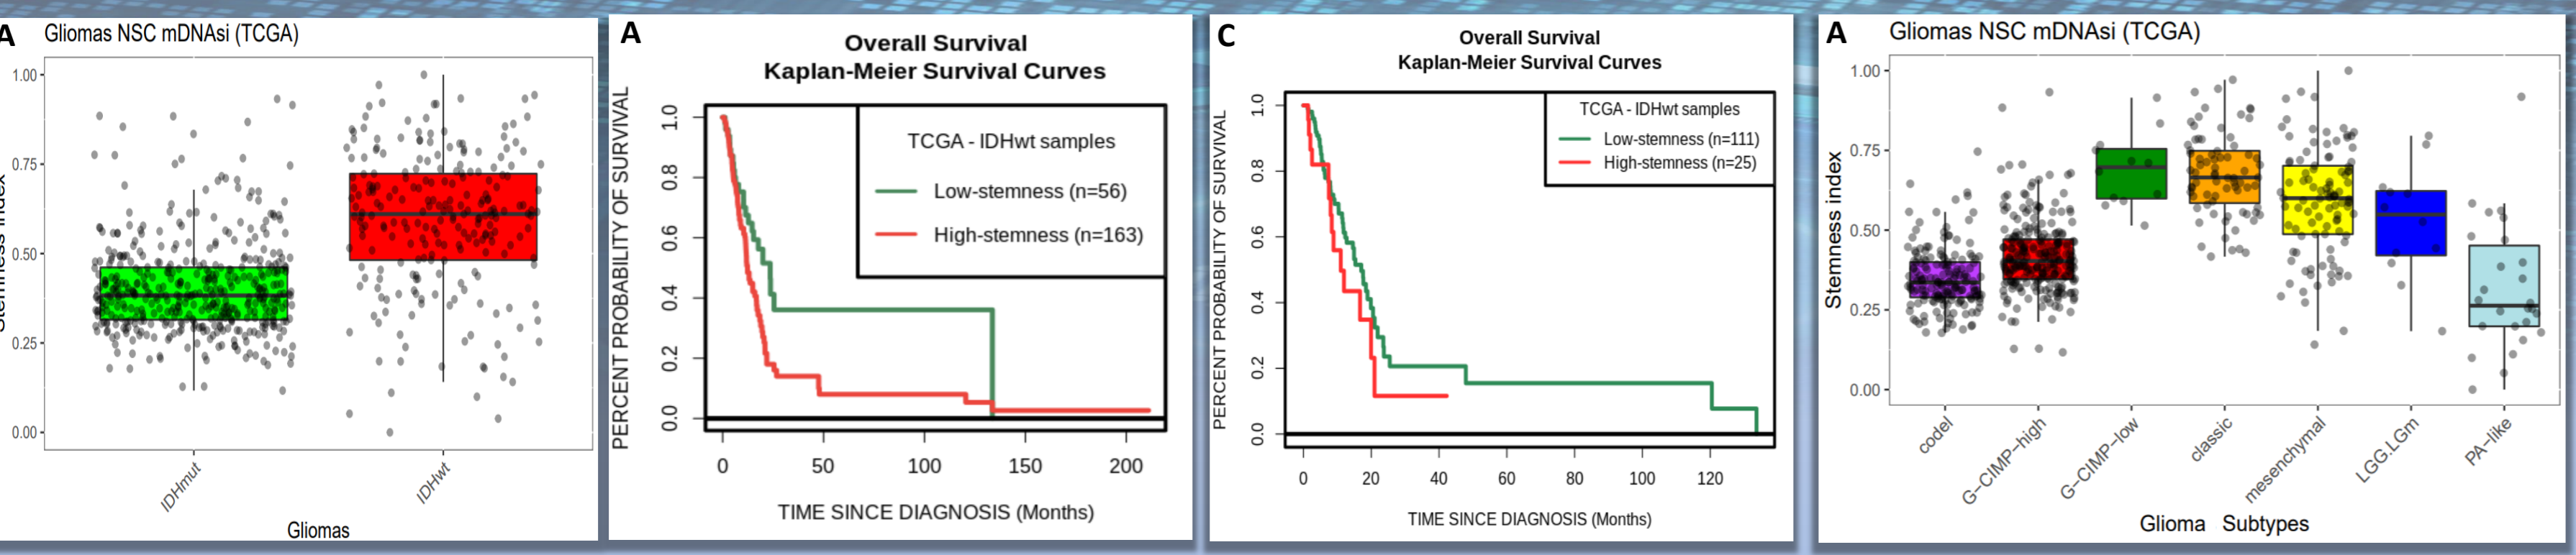 A
Gliomas NSC mDNAsi (TCGA)
1.00
0.75
0.50
0.25
0.00
IDHmut
IDHwt
Gliomas
A
Overall Survival
Kaplan-Meier Survival Curves
PERCENT PROBABILITY OF SURVIVAL
1.0
0.8
0.6
0.4
0.2
0.0
TCGA - IDHwt samples
Low-stemness (n=56)
High-stemness (n=163)
0 50 100 150 200
TIME SINCE DIAGNOSIS (Months)
C
Overall Survival
Kaplan-Meier Survival Curves
PERCENT PROBABILITY OF SURVIVAL
1.0
0.8
0.6
0.4
0.2
0.0
TCGA - IDHwt samples
Low-stemness (n=111)
High-stemness (n=25)
0 20 40 60 80 100 120
TIME SINCE DIAGNOSIS (Months)
A
Gliomas NSC mDNAsi (TCGA)
Stemness index
1.00
0.75
0.50
0.25
0.00
codel
G-CIMP-high
G-CIMP-low
classic
mesenchymal
LGG.LGm
PA-like
Glioma Subtypes